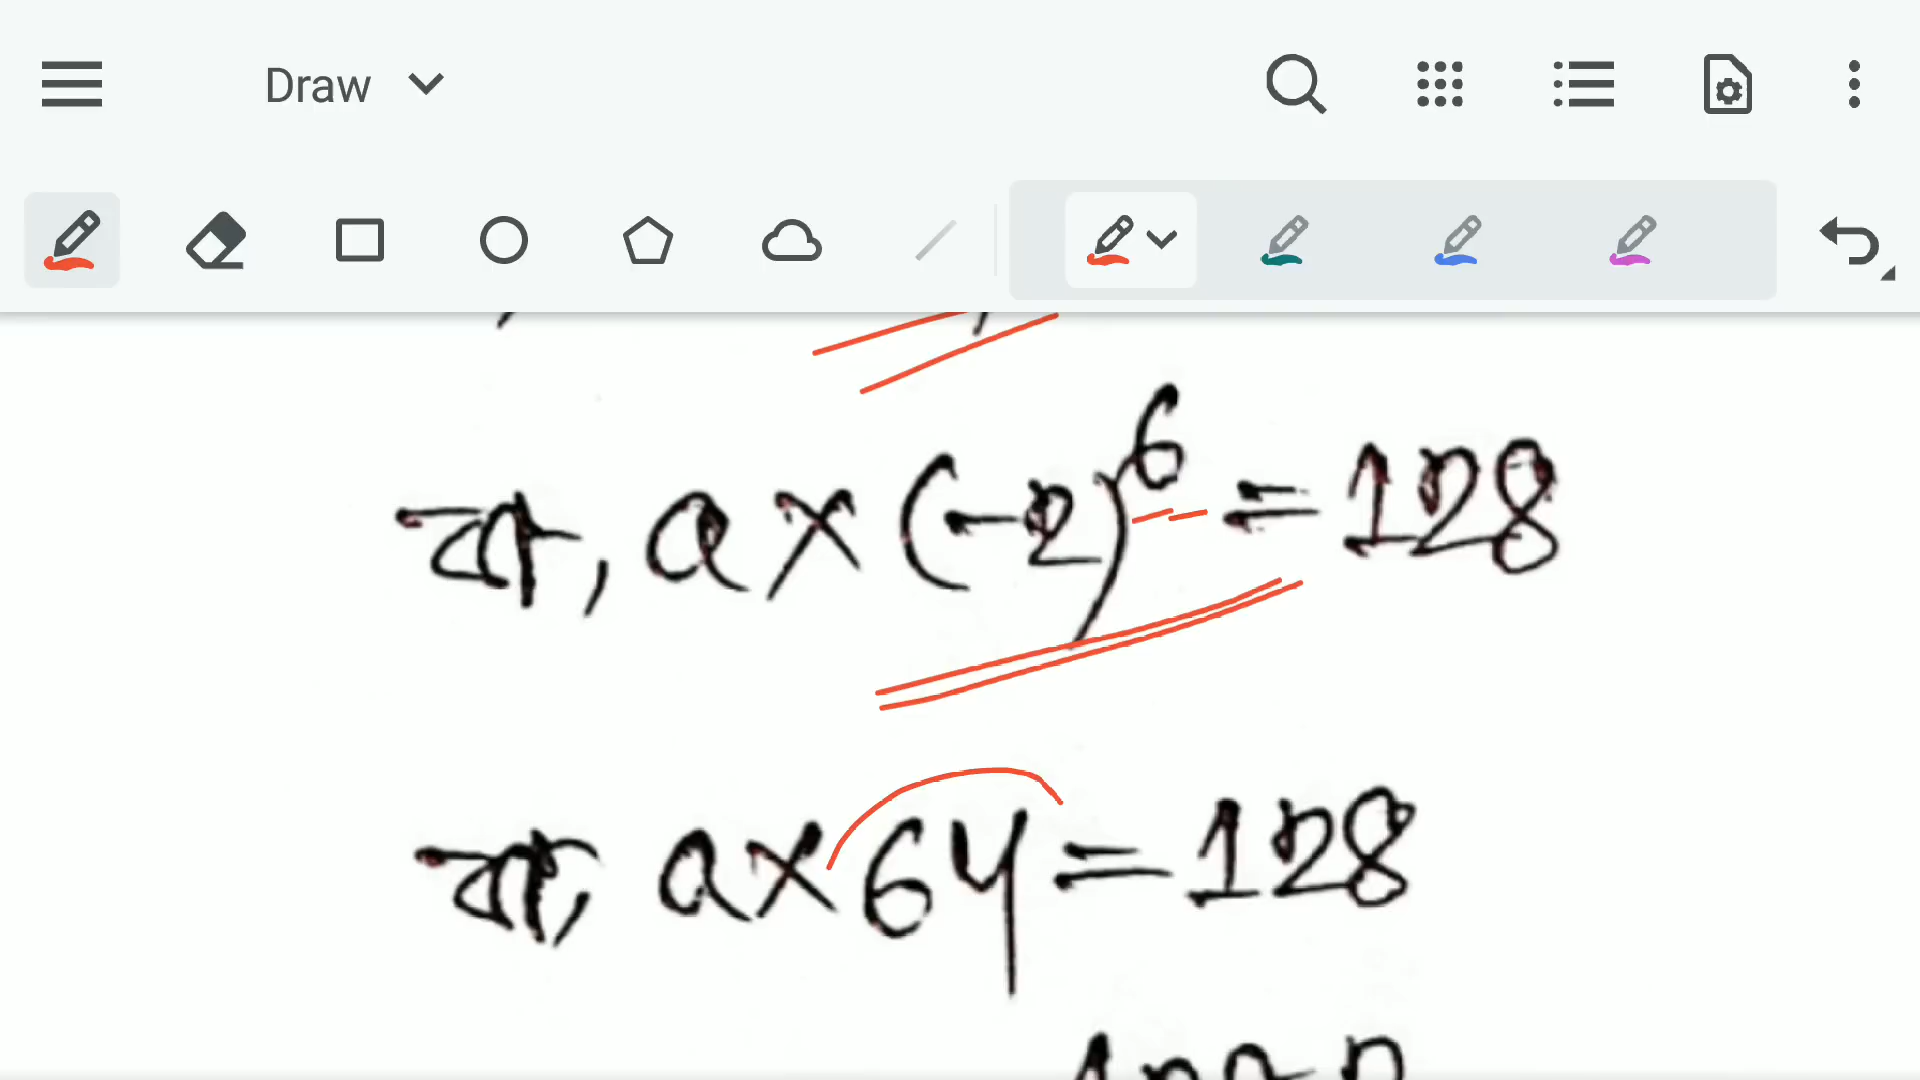 Draw
বা, a × (-2)^6 = 128
বা, a × 64 = 128